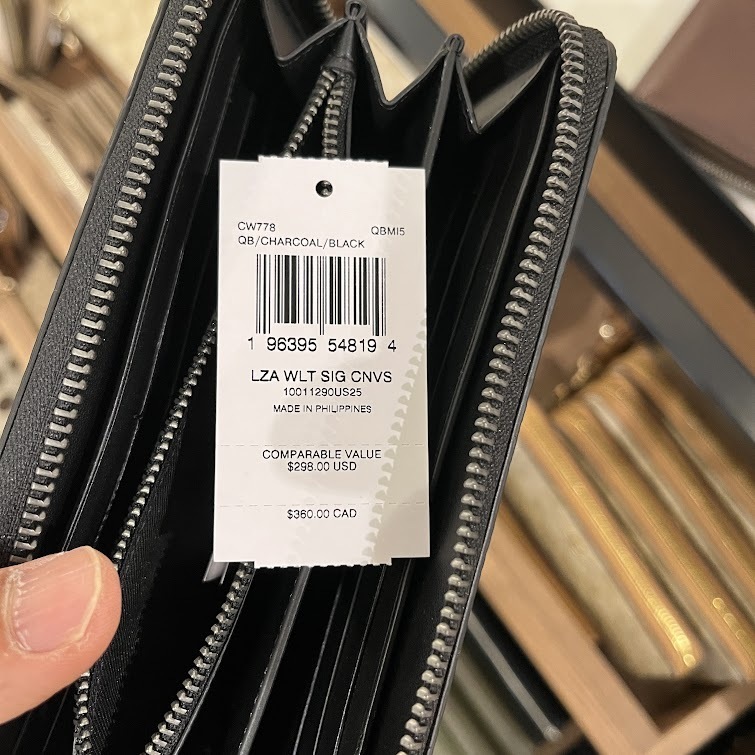 CW778 QBMI5
QB/CHARCOAL/BLACK
1 96395 54819 4
LZA WLT SIG CNVS
10011290US25
MADE IN PHILIPPINES
COMPARABLE VALUE
$298.00 USD
$360.00 CAD